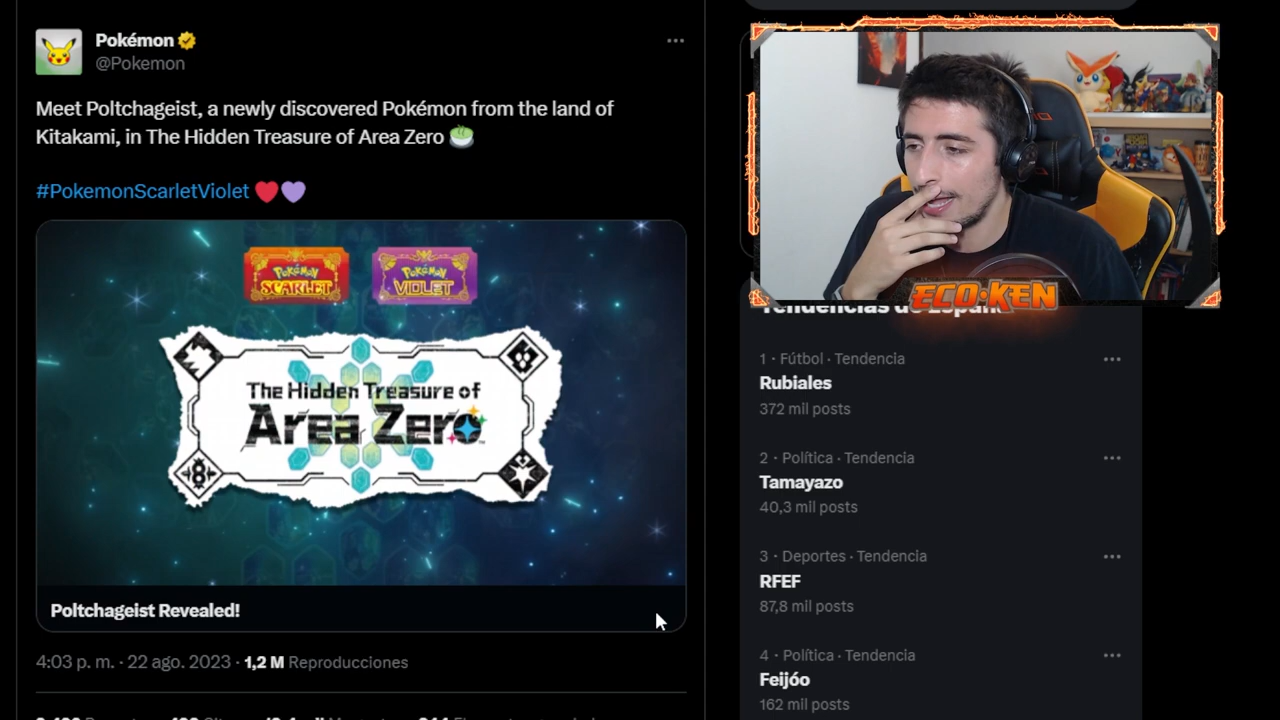 Pokémon
@Pokemon
Meet Poltchageist, a newly discovered Pokémon from the land of
Kitakami, in The Hidden Treasure of Area Zero
#PokemonScarletViolet
POKÉMON
SCARLET
POKÉMON
VIOLET
The Hidden Treasure of
Area Zero
Poltchageist Revealed!
4:03 p. m. · 22 ago. 2023 · 1,2 M Reproducciones
ECO·KEN
Tendencias de España
1 · Fútbol · Tendencia
Rubiales
372 mil posts
2 · Política · Tendencia
Tamayazo
40,3 mil posts
3 · Deportes · Tendencia
RFEF
87,8 mil posts
4 · Política · Tendencia
Feijóo
162 mil posts